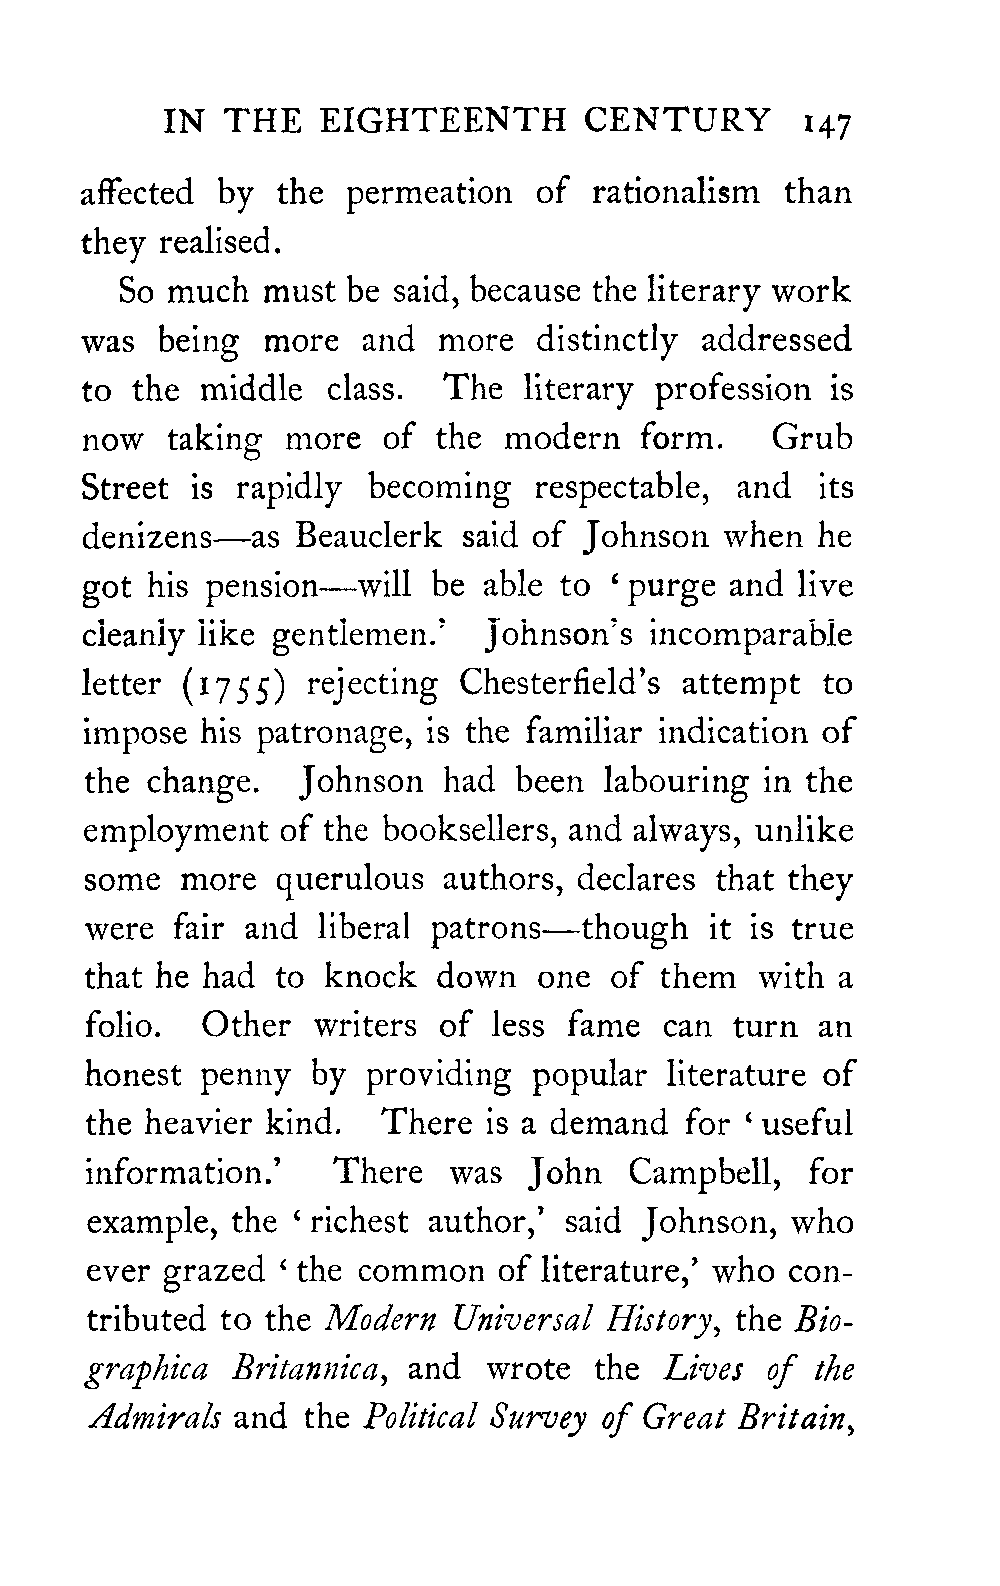 IN THE EIGHTEENTH CENTURY 147
affected by the permeation of rationalism than
they realised.
So much must be said, because the literary work
was being more and more distinctly addressed
to the middle class. The literary profession is
now taking more of the modern form. Grub
Street is rapidly becoming respectable, and its
denizens—as Beauclerk said of Johnson when he
got his pension—will be able to ‘purge and live
cleanly like gentlemen.’ Johnson’s incomparable
letter (1755) rejecting Chesterfield’s attempt to
impose his patronage, is the familiar indication of
the change. Johnson had been labouring in the
employment of the booksellers, and always, unlike
some more querulous authors, declares that they
were fair and liberal patrons—though it is true
that he had to knock down one of them with a
folio. Other writers of less fame can turn an
honest penny by providing popular literature of
the heavier kind. There is a demand for ‘useful
information.’ There was John Campbell, for
example, the ‘richest author,’ said Johnson, who
ever grazed ‘the common of literature,’ who con-
tributed to the Modern Universal History, the Bio-
graphica Britannica, and wrote the Lives of the
Admirals and the Political Survey of Great Britain,